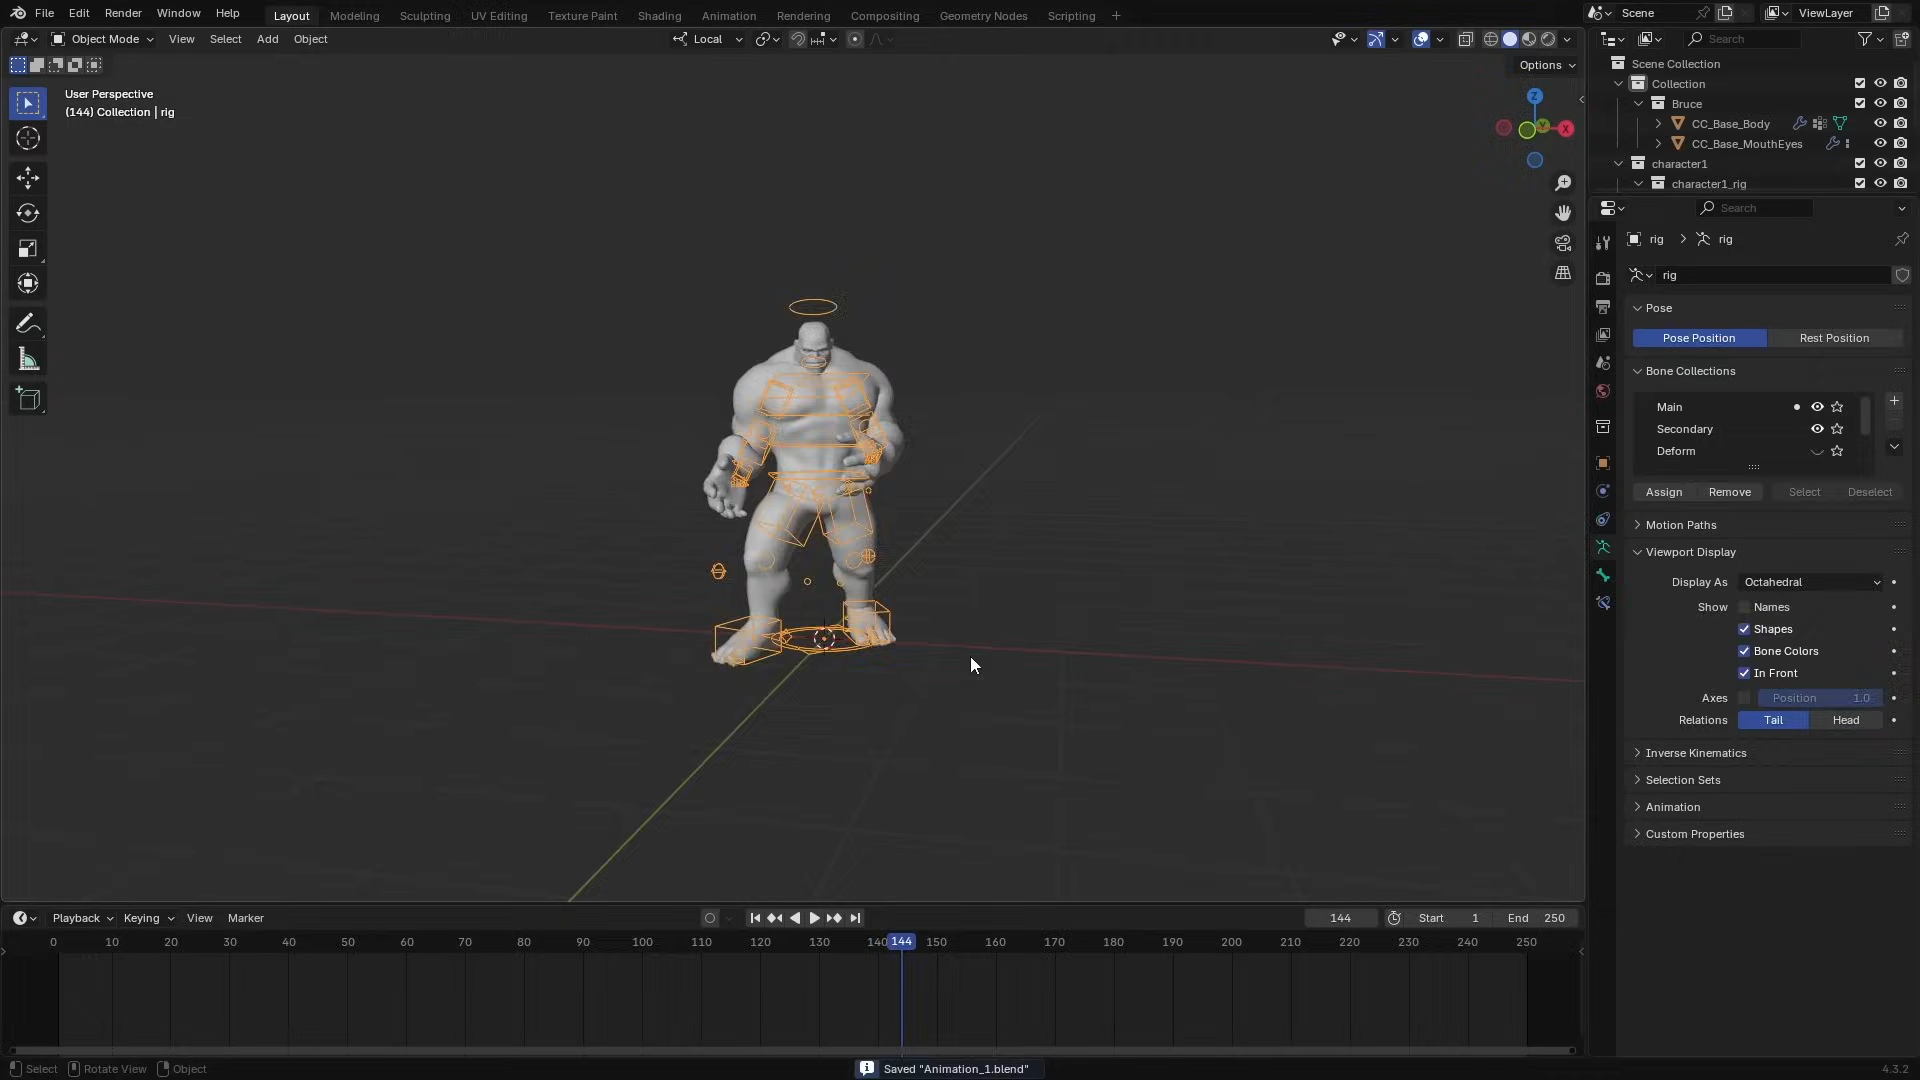 File Edit Render Window Help Layout Modeling Sculpting UV Editing Texture Paint Shading Animation Rendering Compositing Geometry Nodes Scripting + Scene ViewLayer
Object Mode View Select Add Object Local Search
Options
User Perspective
(144) Collection | rig
Z
X
Scene Collection
Collection
Bruce
CC_Base_Body
CC_Base_MouthEyes
character1
character1_rig
Search
rig > rig
rig
Pose
Pose Position Rest Position
Bone Collections
Main
Secondary
Deform
Assign Remove Select Deselect
Motion Paths
Viewport Display
Display As Octahedral
Show Names
Shapes
Bone Colors
In Front
Axes Position 1.0
Relations Tail Head
Inverse Kinematics
Selection Sets
Animation
Custom Properties
Playback Keying View Marker 144 Start 1 End 250
0 10 20 30 40 50 60 70 80 90 100 110 120 130 140 144 150 160 170 180 190 200 210 220 230 240 250
Select Rotate View Object Saved "Animation_1.blend" 4.3.2